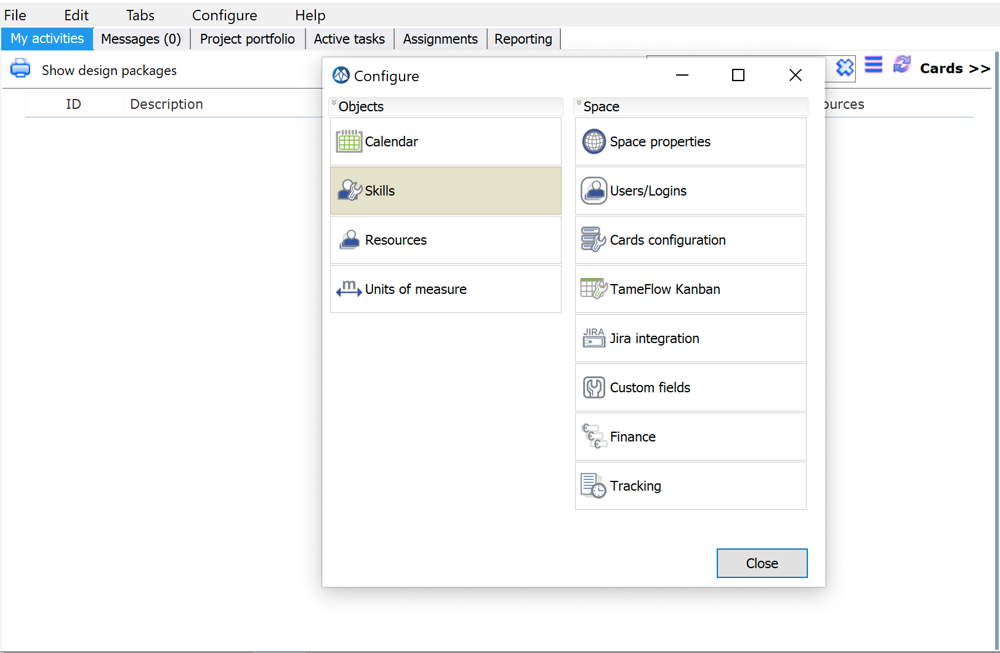 File Edit Tabs Configure Help
My activities Messages (0) Project portfolio Active tasks Assignments Reporting
Show design packages Cards >>
ID Description ources
Configure
Objects
Calendar
Skills
Resources
m
Units of measure
Space
Space properties
Users/Logins
Cards configuration
TameFlow Kanban
JIRA
Jira integration
Custom fields
€
€
€
Finance
Tracking
Close